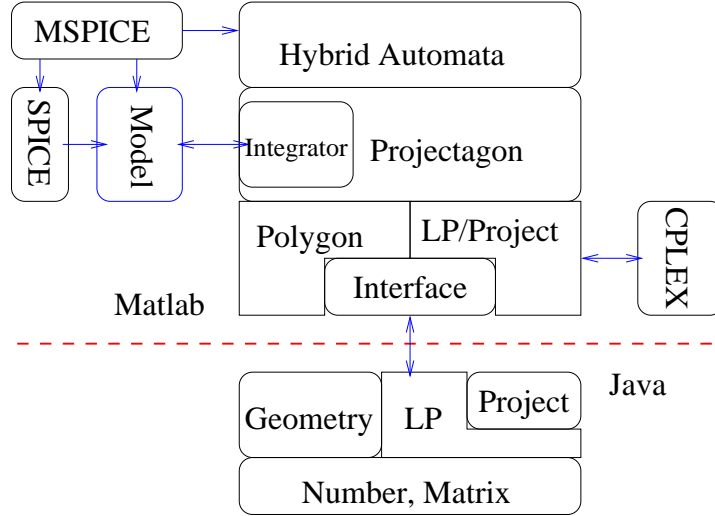 MSPICE
Hybrid Automata
SPICE
Model
Integrator
Projectagon
Polygon
LP/Project
CPLEX
Interface
Matlab
Java
Geometry
LP
Project
Number, Matrix